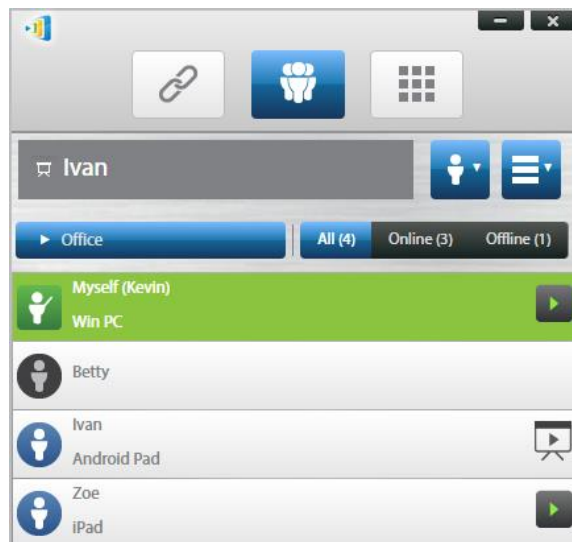 Ivan
Office
All (4) Online (3) Offline (1)
Myself (Kevin)
Win PC
Betty
Ivan
Android Pad
Zoe
iPad